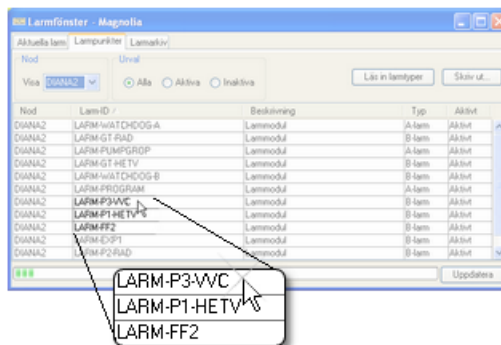 Larmfönster - Magnolia
Aktuella larm Larmpunkter Larmarkiv
Nod Urval
Visa DIANA2 Alla Aktiva Inaktiva Läs in larmtyper Skriv ut...
Nod Larm-ID / Beskrivning Typ Aktivt
DIANA2 LARM-WATCHDOG-A Larmmodul A-larm Aktivt
DIANA2 LARM-GT-RAD Larmmodul B-larm Aktivt
DIANA2 LARM-PUMPGROP Larmmodul A-larm Aktivt
DIANA2 LARM-GT-HETV Larmmodul B-larm Aktivt
DIANA2 LARM-WATCHDOG-B Larmmodul B-larm Aktivt
DIANA2 LARM-PROGRAM Larmmodul A-larm Aktivt
DIANA2 LARM-P3-VVC Larmmodul B-larm Aktivt
DIANA2 LARM-P1-HETV Larmmodul B-larm Aktivt
DIANA2 LARM-FF2 Larmmodul B-larm Aktivt
DIANA2 LARM-EXP1 Larmmodul B-larm Aktivt
DIANA2 LARM-P2-RAD Larmmodul B-larm Aktivt
Uppdatera
LARM-P3-VVC
LARM-P1-HETV
LARM-FF2